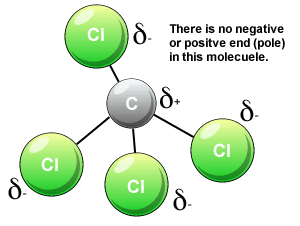 Cl δ- There is no negative
or positve end (pole)
in this molecuele.
C δ+
δ-
Cl
Cl
Cl
δ-
δ-